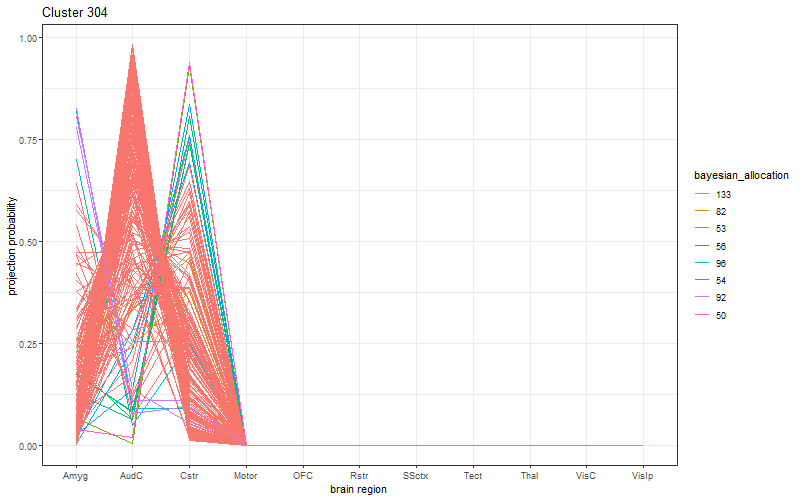 Cluster 304
1.00
0.75
0.50
0.25
0.00
projection probability
Amyg AudC Cstr Motor OFC Rstr SSctx Tect Thal VisC VisIp
brain region
bayesian_allocation
133
82
53
56
96
54
92
50